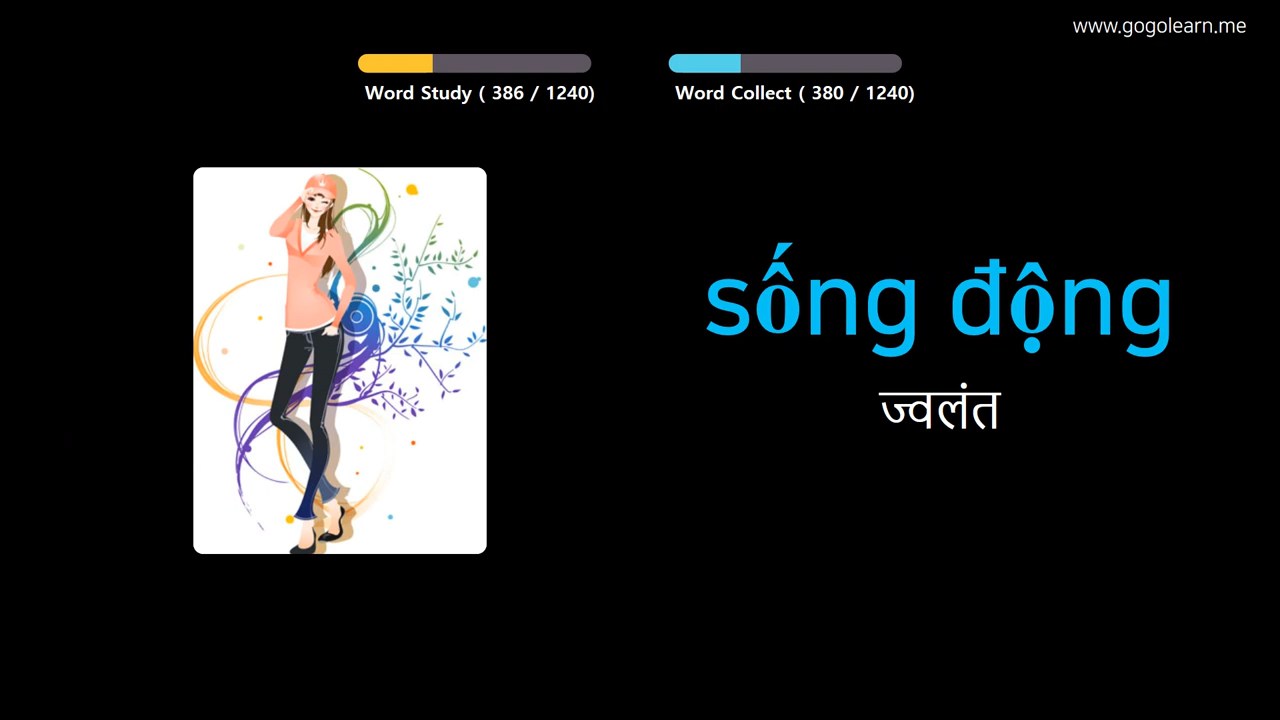 www.gogolearn.me
Word Study ( 386 / 1240)
Word Collect ( 380 / 1240)
sống động
ज्वलंत